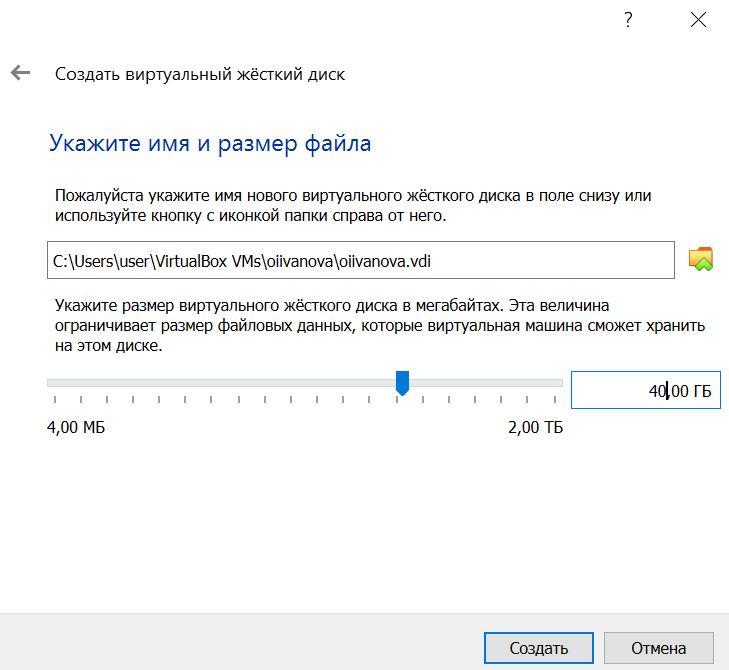 ?
Создать виртуальный жёсткий диск
Укажите имя и размер файла
Пожалуйста укажите имя нового виртуального жёсткого диска в поле снизу или
используйте кнопку с иконкой папки справа от него.
C:\Users\user\VirtualBox VMs\oiivanova\oiivanova.vdi
Укажите размер виртуального жёсткого диска в мегабайтах. Эта величина
ограничивает размер файловых данных, которые виртуальная машина сможет хранить
на этом диске.
40,00 ГБ
4,00 МБ
2,00 ТБ
Создать
Отмена